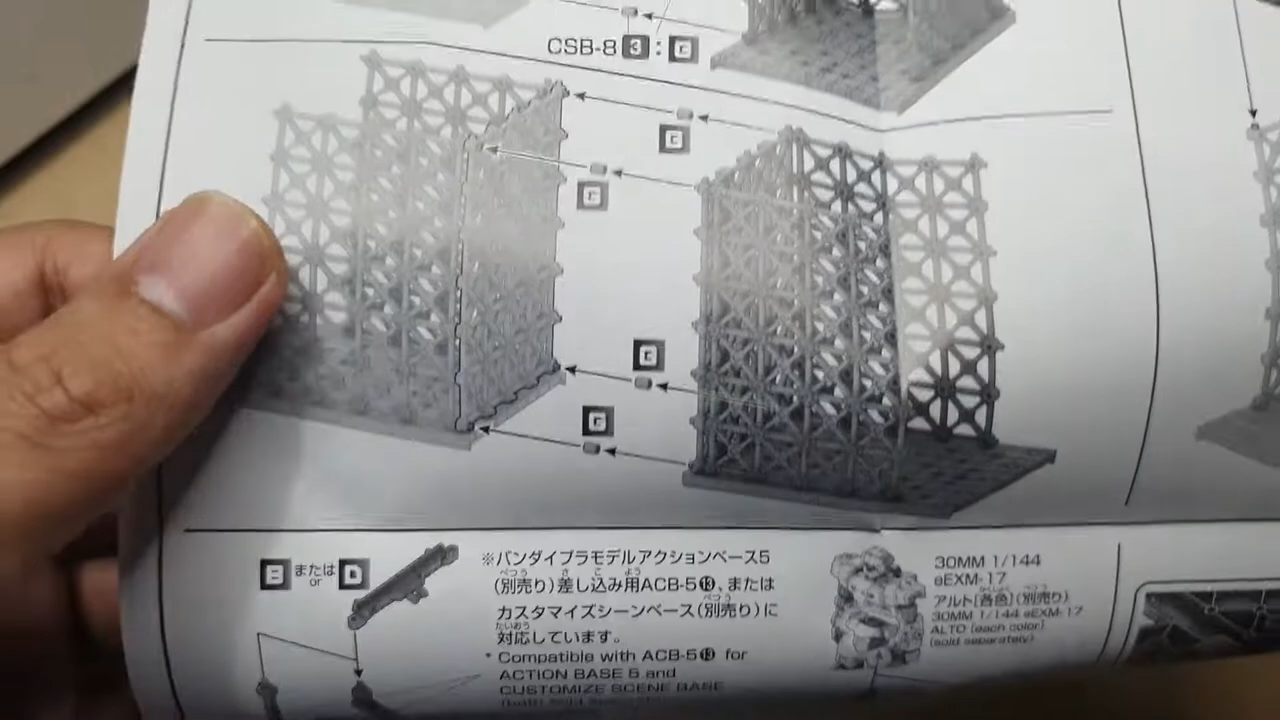 CSB-8 3 : C
C
C
C
C
B または or D
※バンダイプラモデルアクションベース5
(別売り)差し込み用ACB-5⑬、または
カスタマイズシーンベース(別売り)に
対応しています。
* Compatible with ACB-5⑬ for
ACTION BASE 5 and
CUSTOMIZE SCENE BASE
30MM 1/144
eEXM-17
アルト[各色](別売り)
30MM 1/144 eEXM-17
ALTO (each color)
(sold separately)